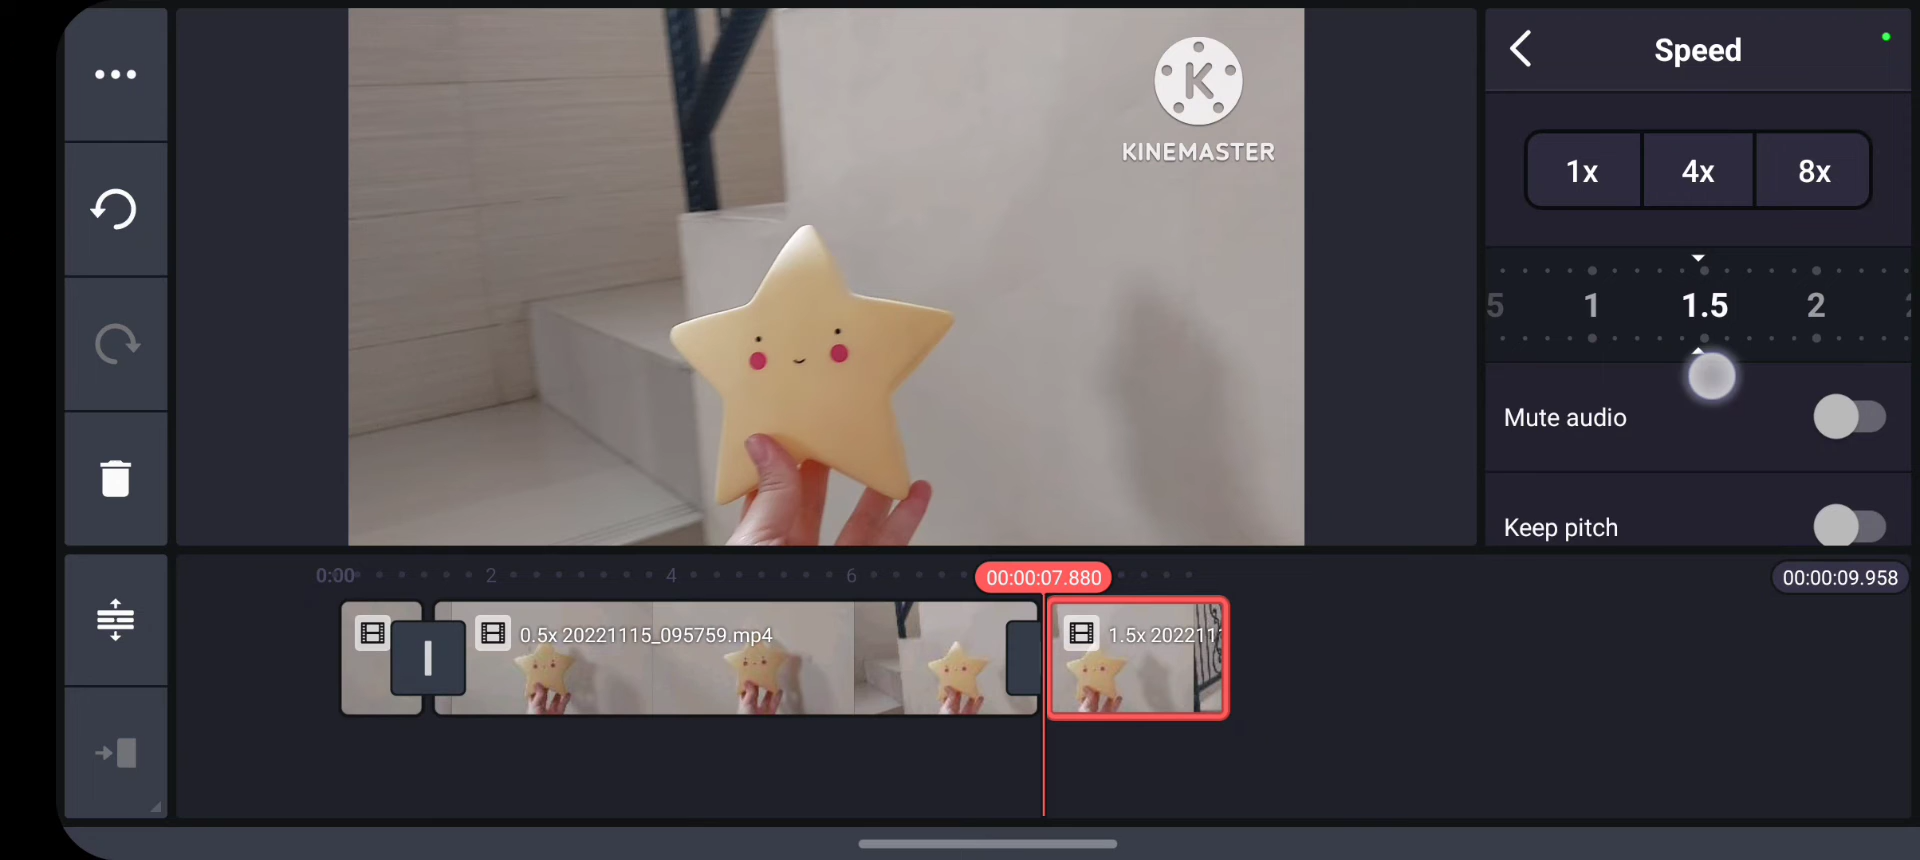 K
KINEMASTER
Speed
1x 4x 8x
5 1 1.5 2
Mute audio
Keep pitch
0:00 2 4 6
00:00:07.880
00:00:09.958
0.5x 20221115_095759.mp4
1.5x 202211